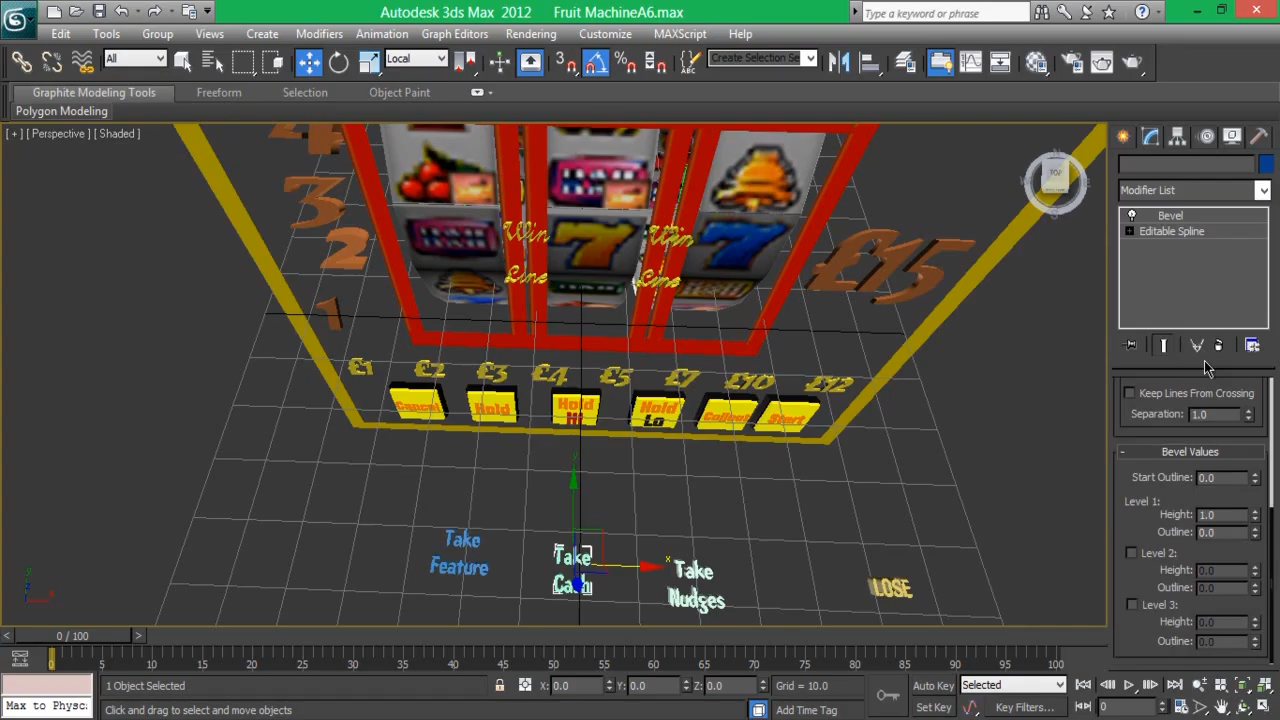 Autodesk 3ds Max 2012 Fruit MachineA6.max
Type a keyword or phrase
Edit Tools Group Views Create Modifiers Animation Graph Editors Rendering Customize MAXScript Help
All Local 3 Create Selection Se
Graphite Modeling Tools Freeform Selection Object Paint
Polygon Modeling
[ + ] [ Perspective ] [ Shaded ]
TOP
Modifier List
Bevel
Editable Spline
4
3
2
1
7 7
Win Win
Line Line
£15
£1 £2 £3 £4 £5 £7 £10 £12
Cancel Hold Hold Hi Hold Lo Collect Start
Take Feature
Take Cash
Take Nudges
LOSE
y
x
Keep Lines From Crossing
Separation: 1.0
- Bevel Values
Start Outline: 0.0
Level 1:
Height: 1.0
Outline: 0.0
Level 2:
Height: 0.0
Outline: 0.0
Level 3:
Height: 0.0
Outline: 0.0
< 0 / 100 >
0 5 10 15 20 25 30 35 40 45 50 55 60 65 70 75 80 85 90 95 100
1 Object Selected X: 0.0 Y: 0.0 Z: 0.0 Grid = 10.0 Auto Key Selected
Max to Physc Click and drag to select and move objects Add Time Tag Set Key Key Filters... 0